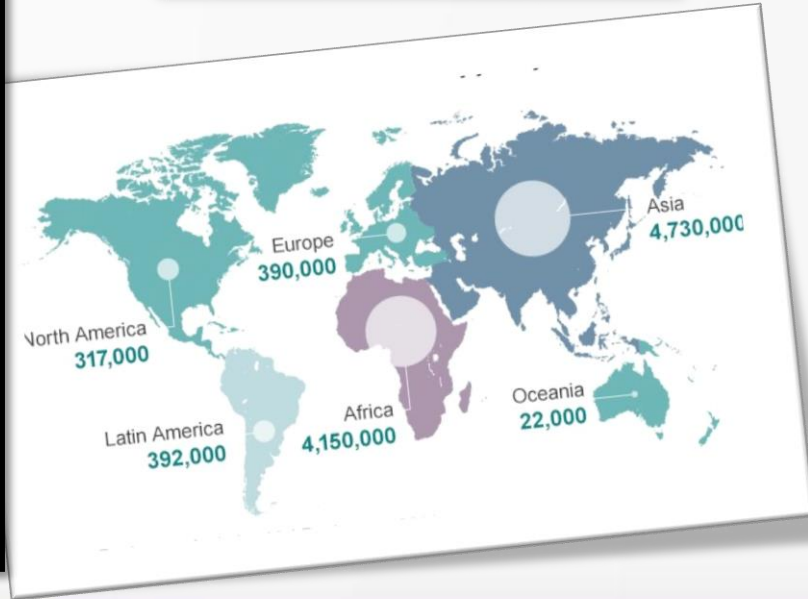 Asia
4,730,000
Europe
390,000
North America
317,000
Africa
4,150,000
Oceania
22,000
Latin America
392,000